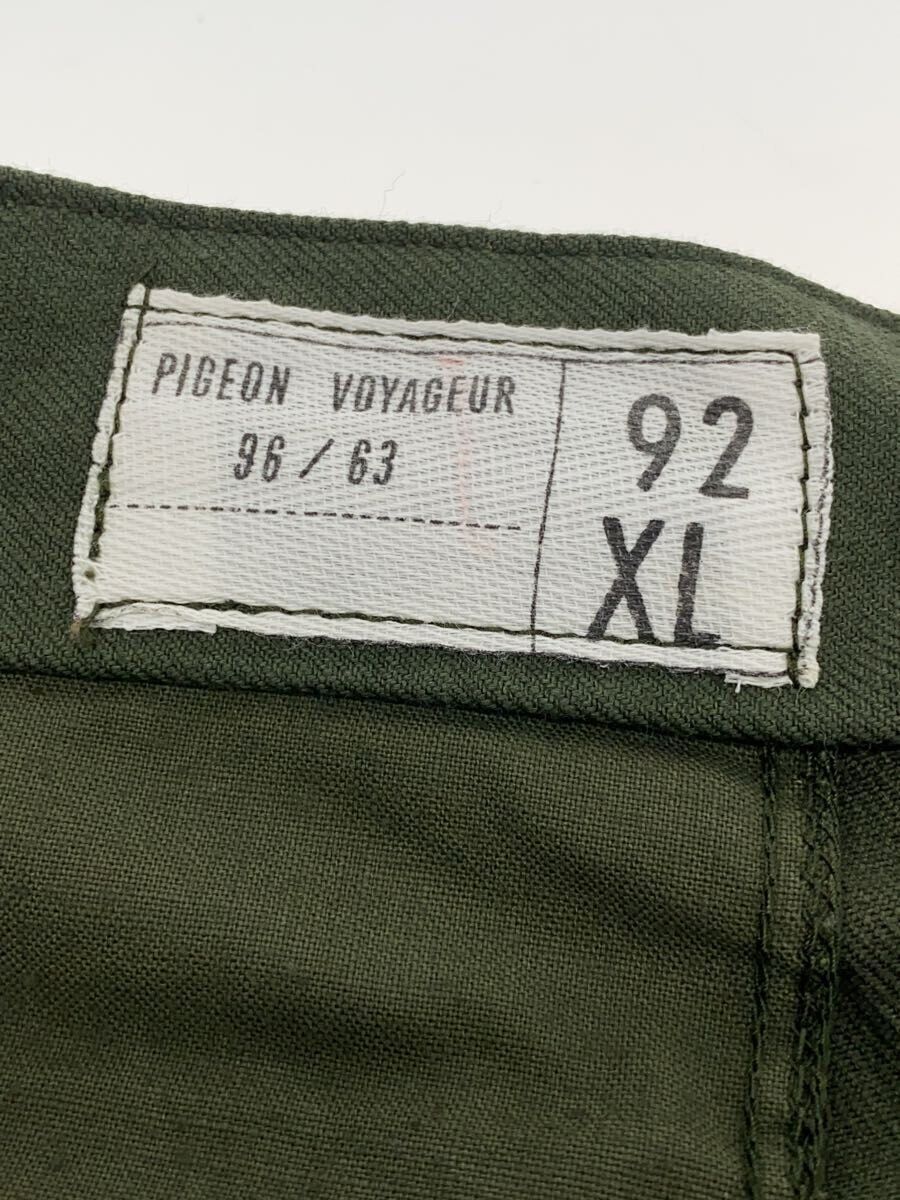 PIGEON VOYAGEUR
96 / 63
92
XL